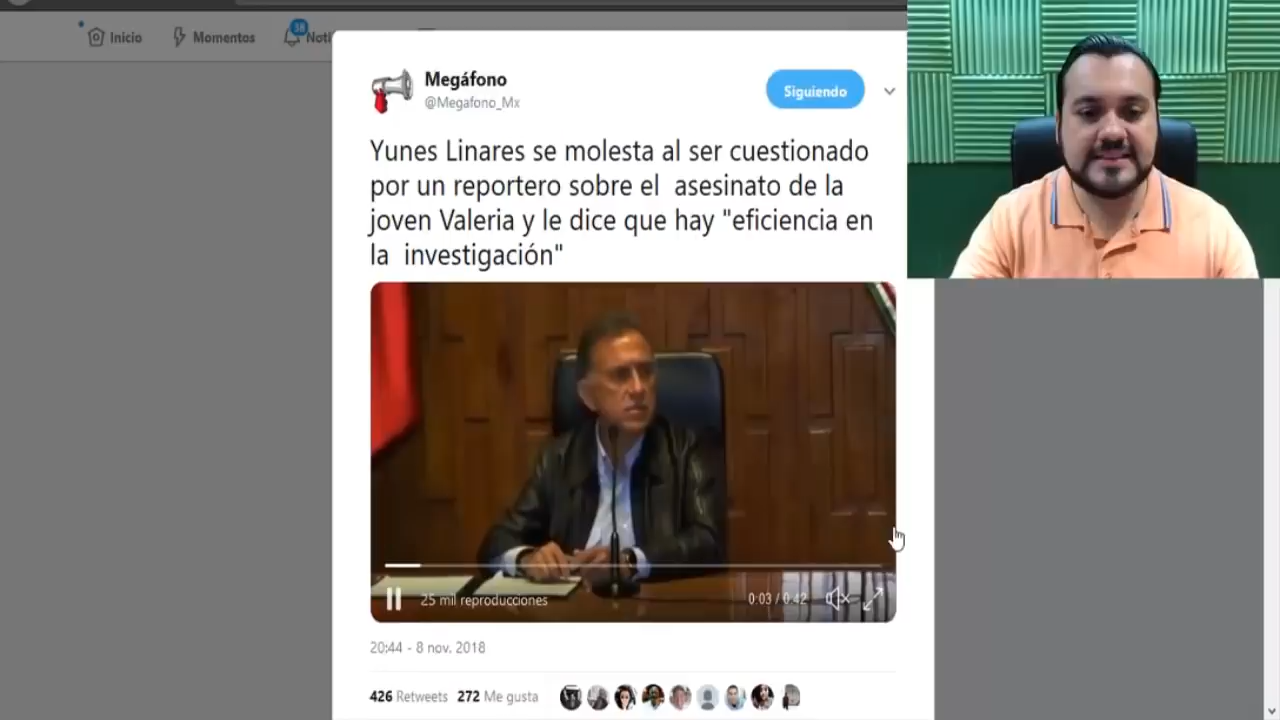 Inicio
Momentos
38
Noti
Megáfono
@Megafono_Mx
Siguiendo
Yunes Linares se molesta al ser cuestionado
por un reportero sobre el asesinato de la
joven Valeria y le dice que hay "eficiencia en
la investigación"
25 mil reproducciones
0:03 / 0:42
20:44 - 8 nov. 2018
426 Retweets 272 Me gusta